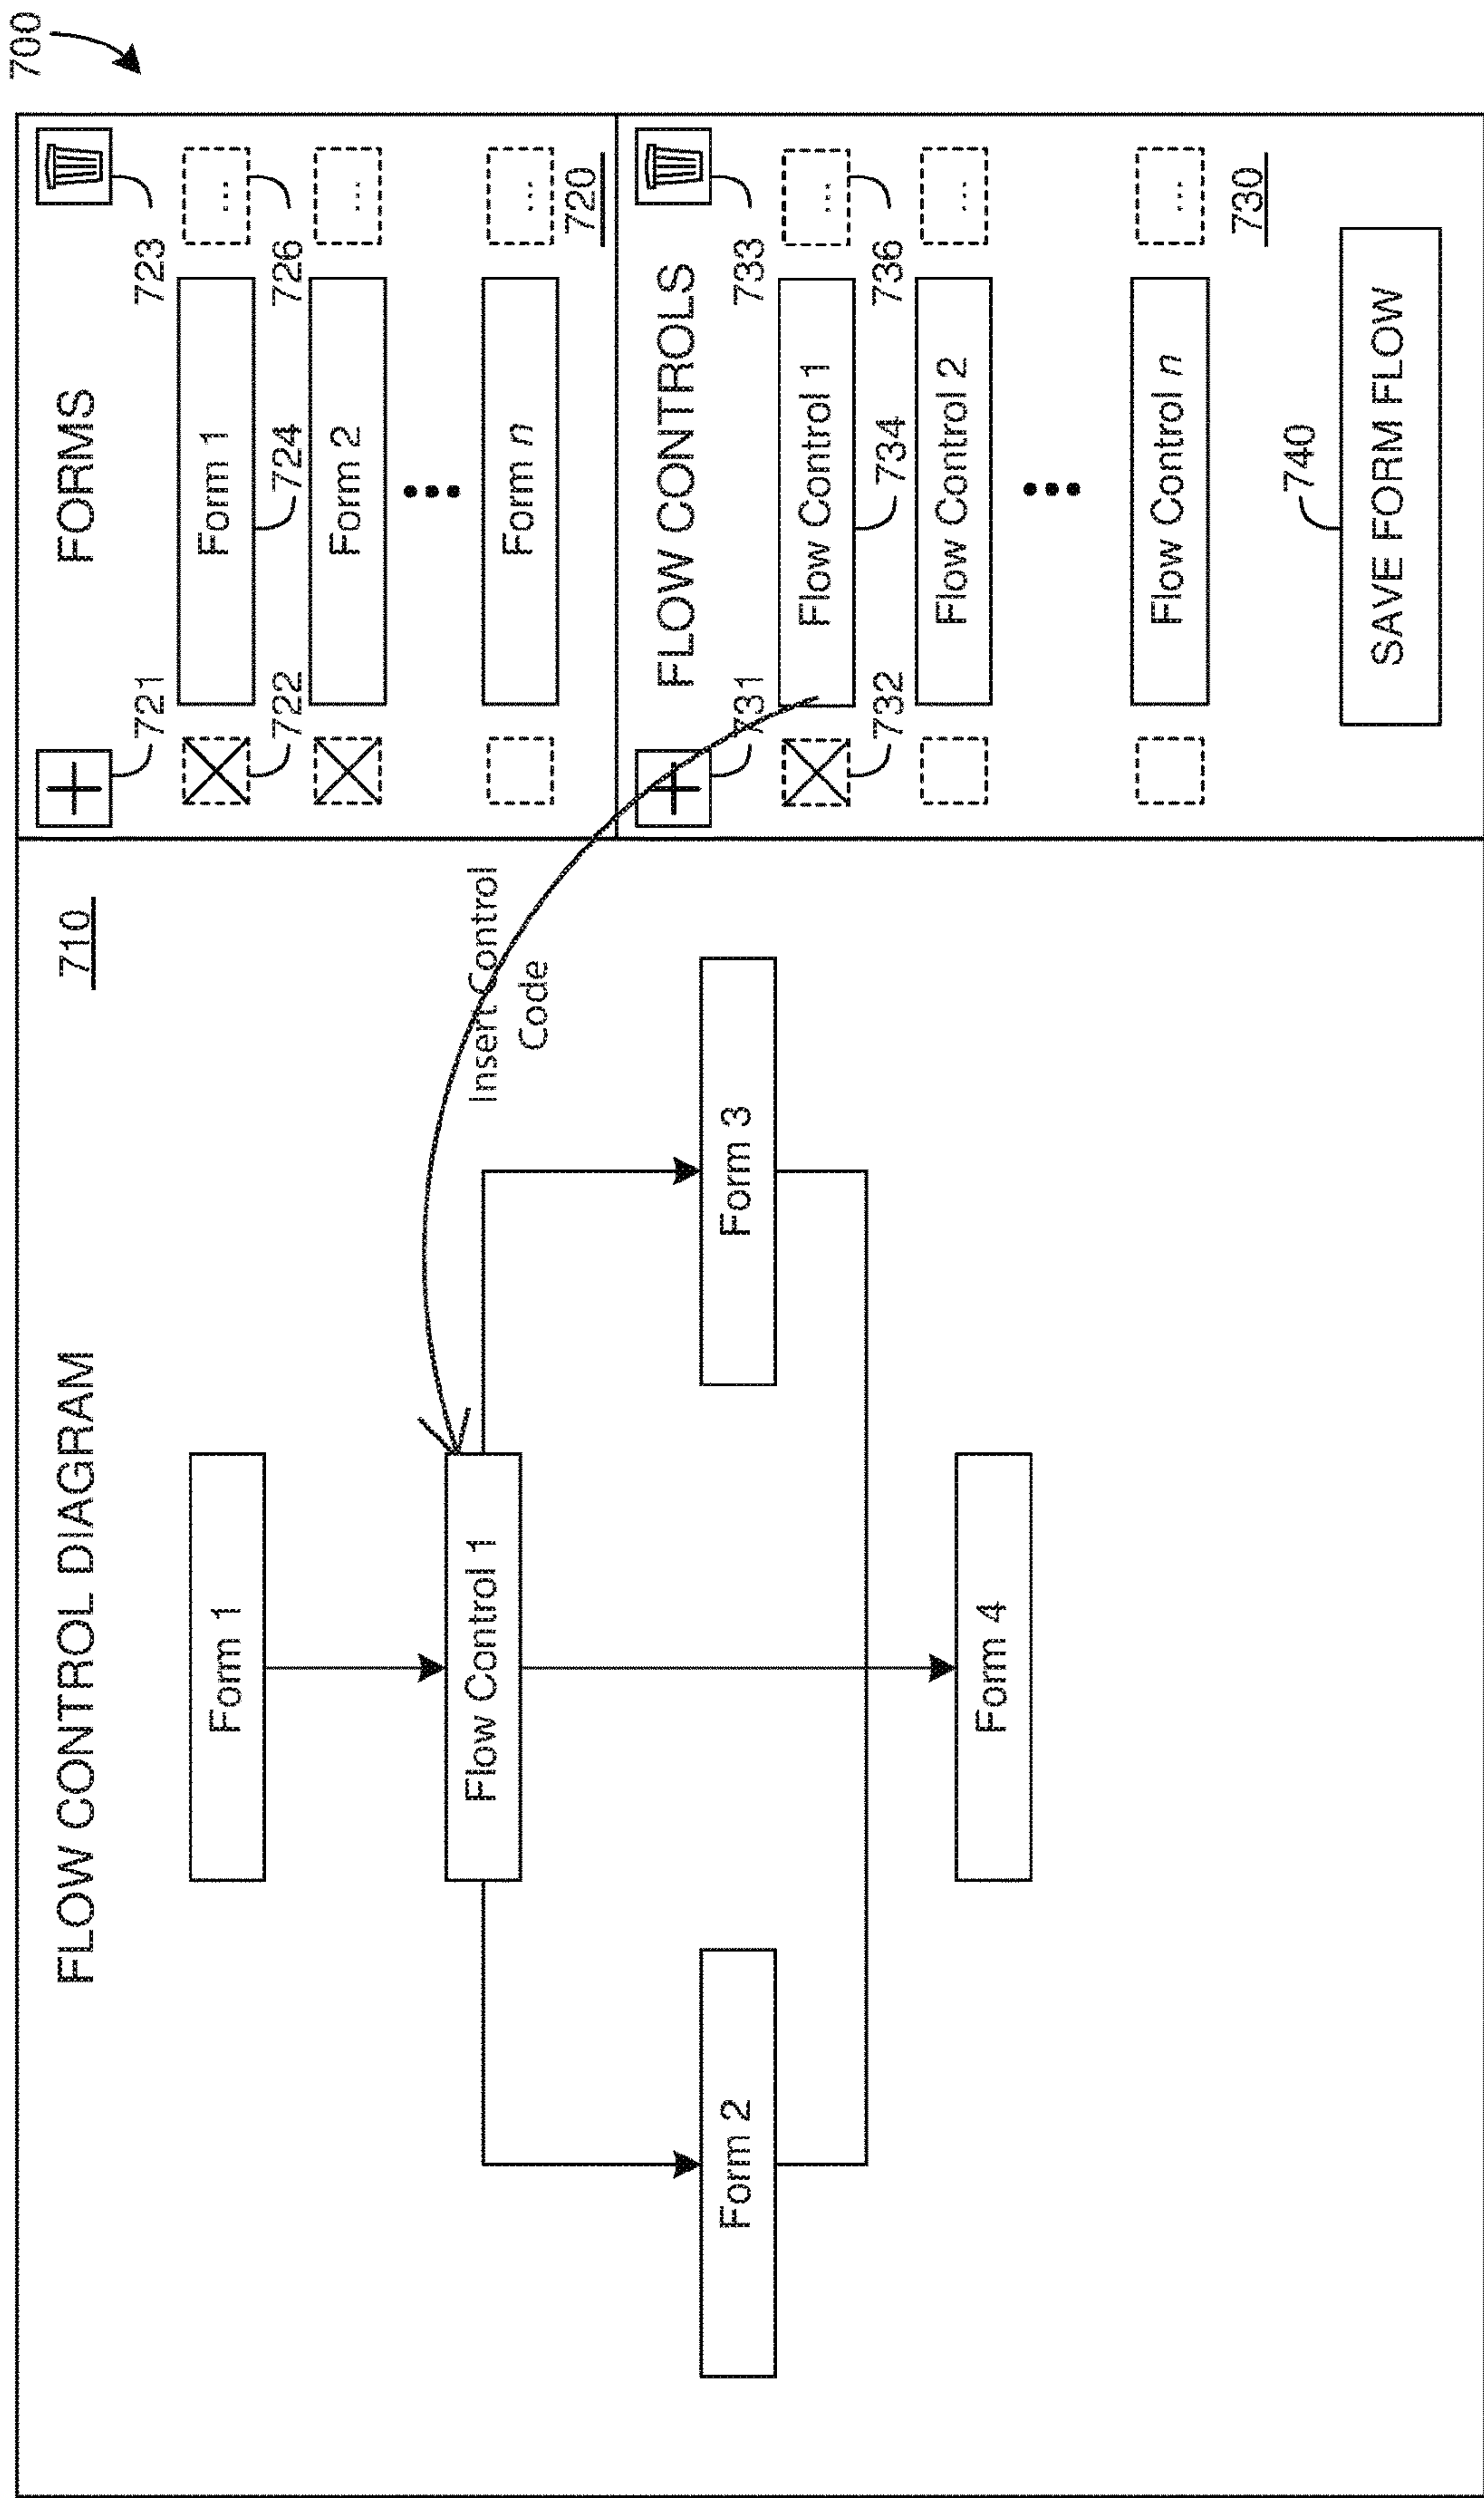 700
FLOW CONTROL DIAGRAM
710
Form 1
Flow Control 1
Insert Control
Code
Form 2
Form 3
Form 4
FORMS
721
723
Form 1
...
722
724
726
Form 2
...
Form n
...
720
FLOW CONTROLS
731
733
Flow Control 1
...
732
734
736
Flow Control 2
...
Flow Control n
...
730
740
SAVE FORM FLOW